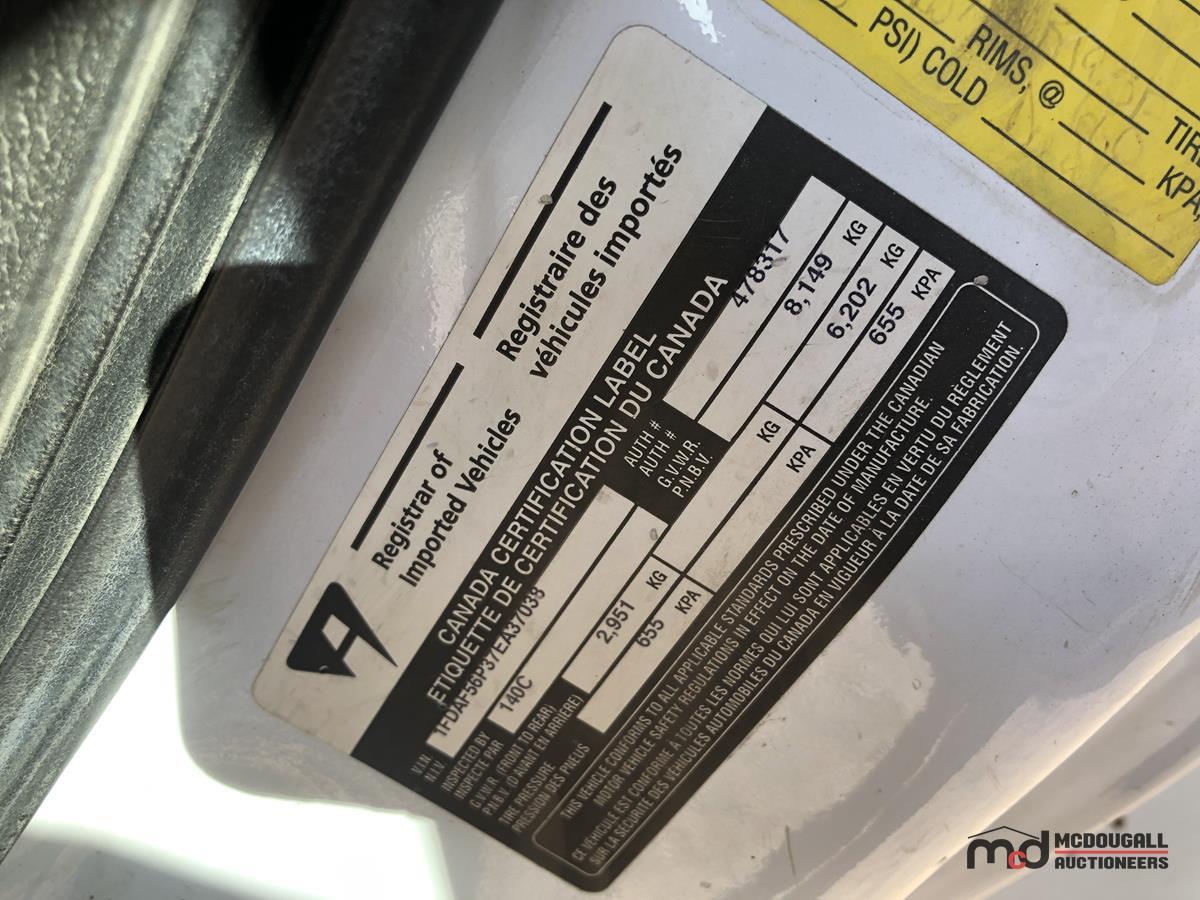 RIMS, @
TIRE
PSI) COLD
KPA,
Registrar of
Imported Vehicles
Registraire des
véhicules importés
CANADA CERTIFICATION LABEL
ÉTIQUETTE DE CERTIFICATION DU CANADA
V.I.N.
N.I.V.
1FDAF56P37EA37038
AUTH #
AUTH #
478317
INSPECTED BY
INSPECTÉ PAR
140C
G.V.W.R.
P.N.B.V.
8,149 KG
G.V.W.R. (FRONT TO REAR)
P.N.B.V. (D'AVANT EN ARRIÈRE)
2,951 KG
KG
6,202 KG
TIRE PRESSURE
PRESSION DES PNEUS
655 KPA
KPA
655 KPA
THIS VEHICLE CONFORMS TO ALL APPLICABLE STANDARDS PRESCRIBED UNDER THE CANADIAN
MOTOR VEHICLE SAFETY REGULATIONS IN EFFECT ON THE DATE OF MANUFACTURE.
CE VÉHICULE EST CONFORME À TOUTES LES NORMES QUI LUI SONT APPLICABLES EN VERTU DU RÈGLEMENT
SUR LA SÉCURITÉ DES VÉHICULES AUTOMOBILES DU CANADA EN VIGUEUR À LA DATE DE SA FABRICATION.
mcd MCDOUGALL
AUCTIONEERS